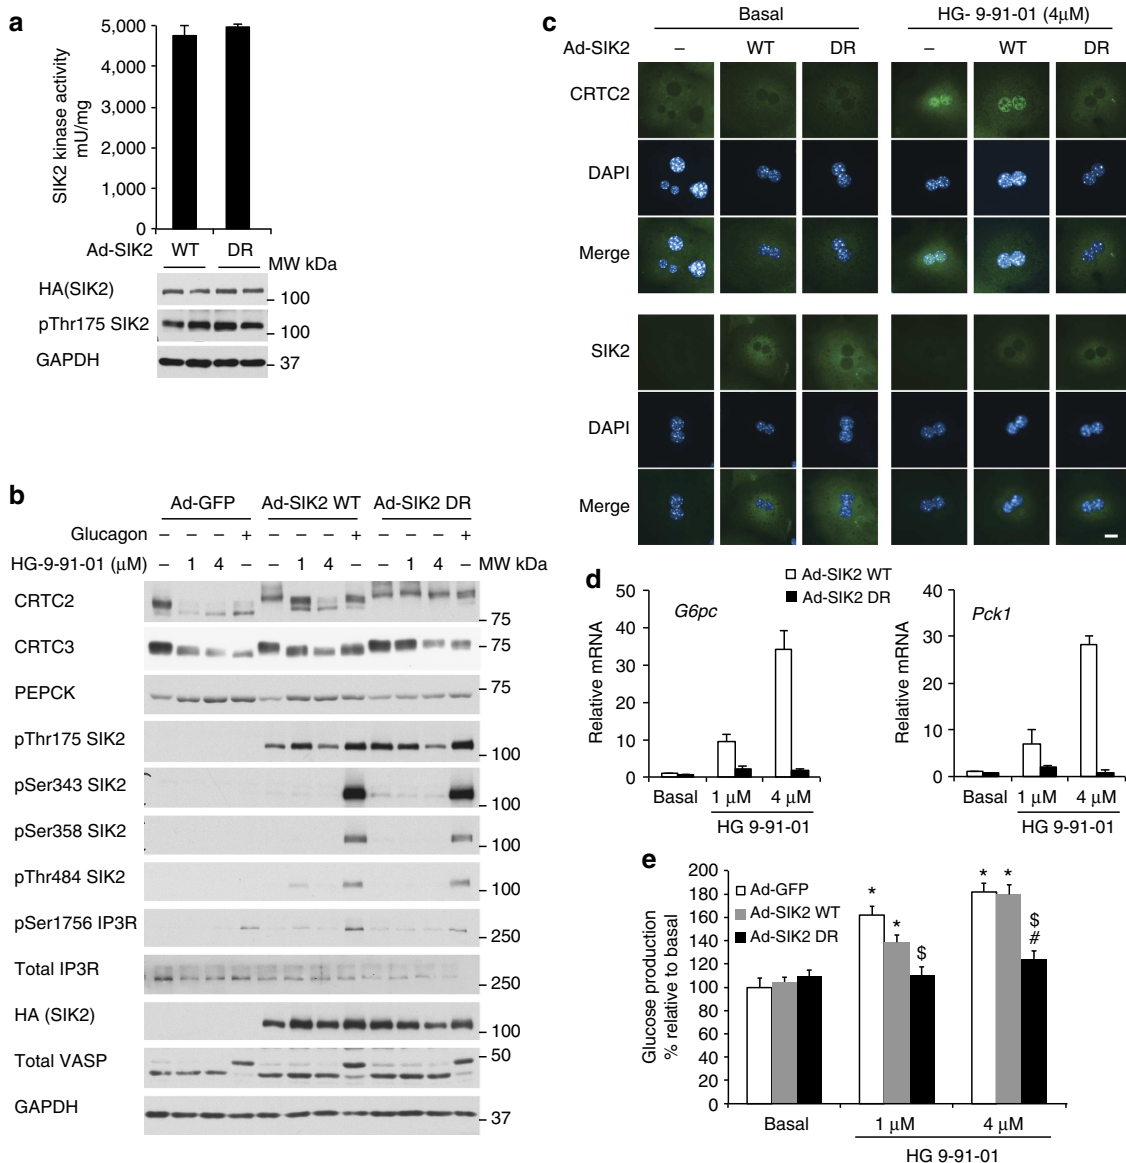 a
5,000
4,000
3,000
2,000
1,000
0
SIK2 kinase activity
mU/mg
Ad-SIK2 WT DR
MW kDa
HA(SIK2)
100
pThr175 SIK2
100
GAPDH
37
b
Ad-GFP Ad-SIK2 WT Ad-SIK2 DR
Glucagon – – – + – – – + – – – +
HG-9-91-01 (μM) – 1 4 – – 1 4 – – 1 4 – MW kDa
CRTC2
75
CRTC3
75
PEPCK
75
pThr175 SIK2
100
pSer343 SIK2
100
pSer358 SIK2
100
pThr484 SIK2
100
pSer1756 IP3R
250
Total IP3R
250
HA (SIK2)
100
Total VASP
50
GAPDH
37
c
Basal HG- 9-91-01 (4μM)
Ad-SIK2 – WT DR – WT DR
CRTC2
DAPI
Merge
SIK2
DAPI
Merge
d
Ad-SIK2 WT
Ad-SIK2 DR
G6pc
Relative mRNA
50
40
30
20
10
0
Basal 1 μM 4 μM
HG 9-91-01
Pck1
Relative mRNA
40
30
20
10
0
Basal 1 μM 4 μM
HG 9-91-01
e
Ad-GFP
Ad-SIK2 WT
Ad-SIK2 DR
Glucose production
% relative to basal
200
180
160
140
120
100
80
60
40
20
0
* * $ * * $
#
Basal 1 μM 4 μM
HG 9-91-01